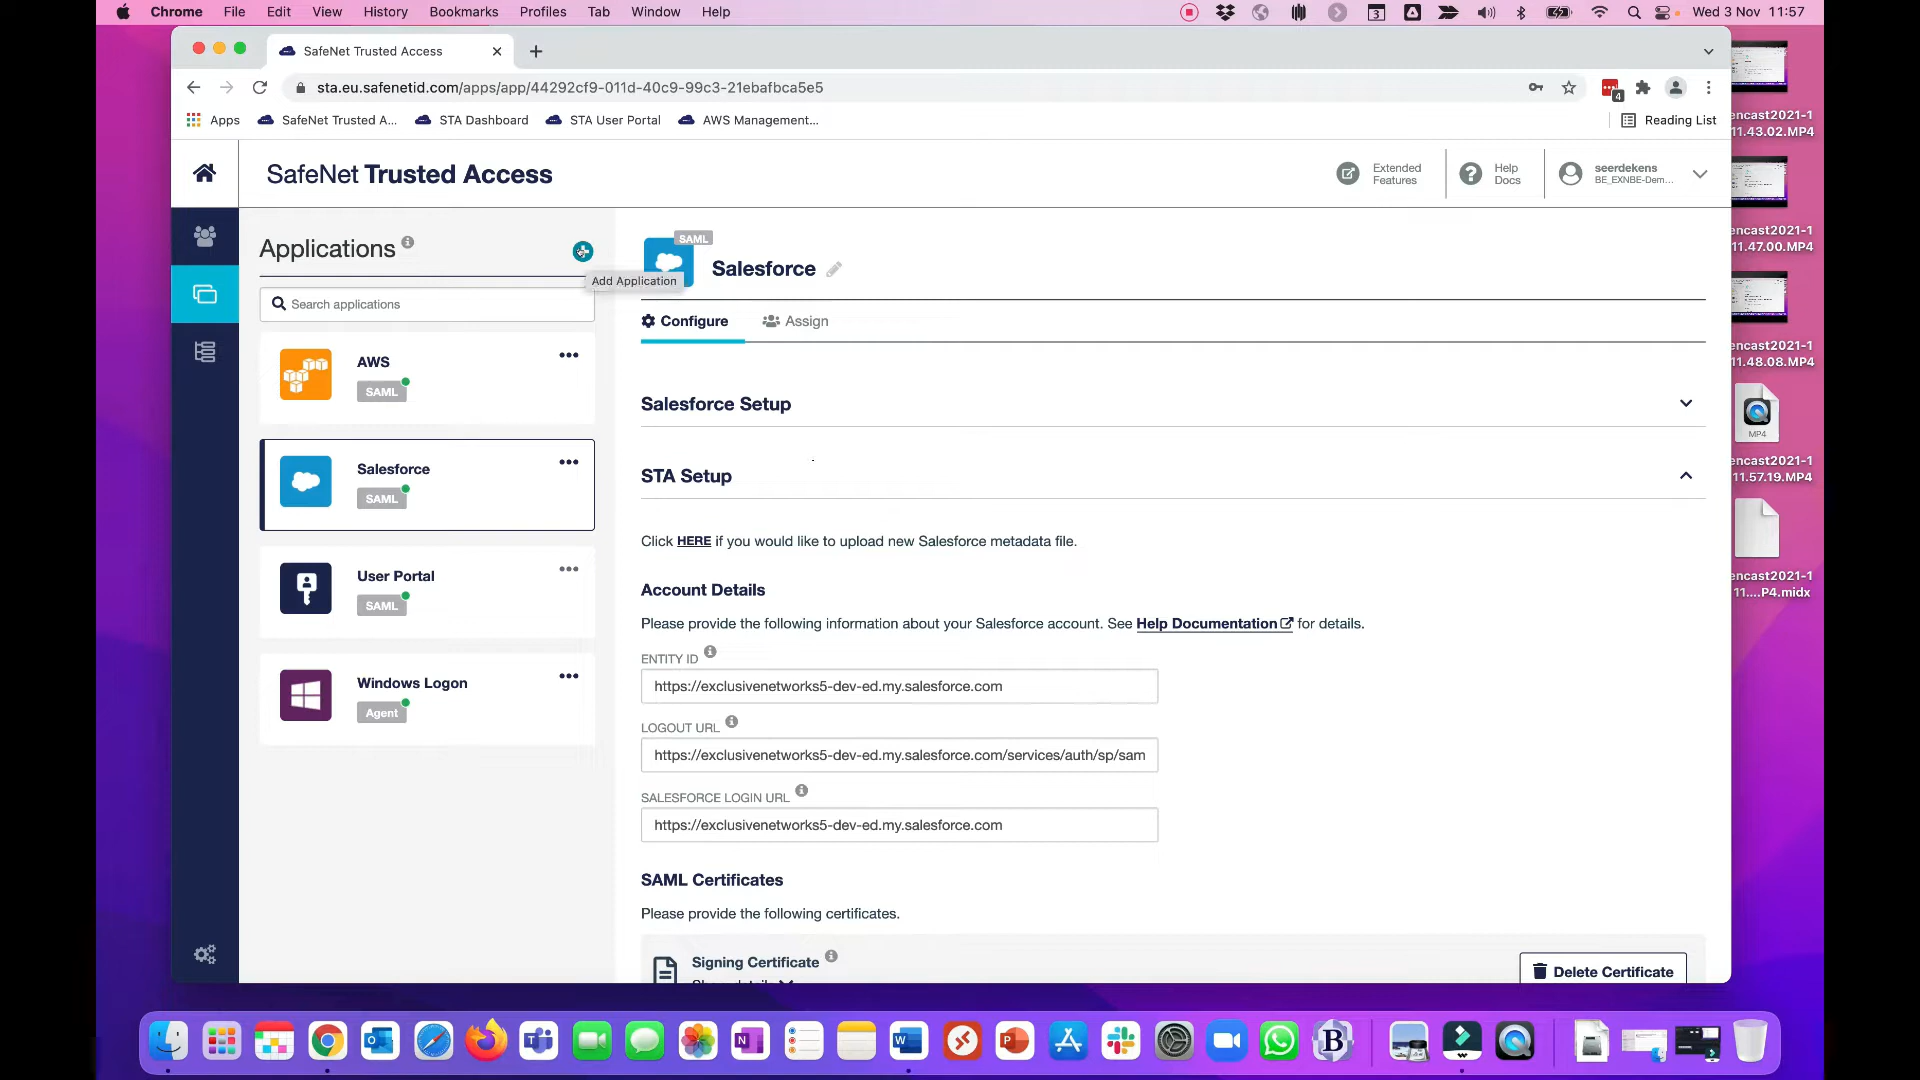 Chrome File Edit View History Bookmarks Profiles Tab Window Help
3
Wed 3 Nov 11:57
SafeNet Trusted Access
sta.eu.safenetid.com/apps/app/44292cf9-011d-40c9-99c3-21ebafbca5e5
4
Apps SafeNet Trusted A... STA Dashboard STA User Portal AWS Management...
Reading List
SafeNet Trusted Access
Extended Features
Help Docs
seerdekens
BE_EXNBE-Dem...
Applications
Add Application
Search applications
AWS
SAML
Salesforce
SAML
User Portal
SAML
Windows Logon
Agent
SAML
Salesforce
Configure Assign
Salesforce Setup
STA Setup
Click HERE if you would like to upload new Salesforce metadata file.
Account Details
Please provide the following information about your Salesforce account. See Help Documentation for details.
ENTITY ID
https://exclusivenetworks5-dev-ed.my.salesforce.com
LOGOUT URL
https://exclusivenetworks5-dev-ed.my.salesforce.com/services/auth/sp/sam
SALESFORCE LOGIN URL
https://exclusivenetworks5-dev-ed.my.salesforce.com
SAML Certificates
Please provide the following certificates.
Signing Certificate
Delete Certificate
encast2021-1
11.43.02.MP4
encast2021-1
11.47.00.MP4
encast2021-1
11.48.08.MP4
MP4
encast2021-1
11.57.19.MP4
encast2021-1
11....P4.midx